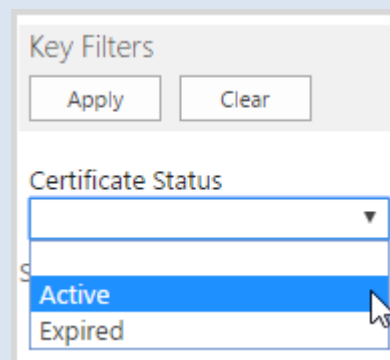 Key Filters
Apply Clear
Certificate Status
S
Active
Expired